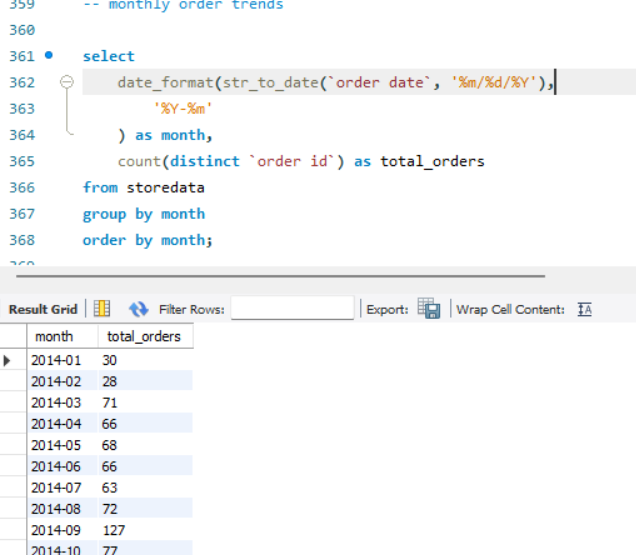 359 -- monthly order trends
360
361 select
362 date_format(str_to_date(`order date`, '%m/%d/%Y'),
363 '%Y-%m'
364 ) as month,
365 count(distinct `order id`) as total_orders
366 from storedata
367 group by month
368 order by month;
369
Result Grid Filter Rows: Export: Wrap Cell Content: IA
month total_orders
2014-01 30
2014-02 28
2014-03 71
2014-04 66
2014-05 68
2014-06 66
2014-07 63
2014-08 72
2014-09 127
2014-10 77